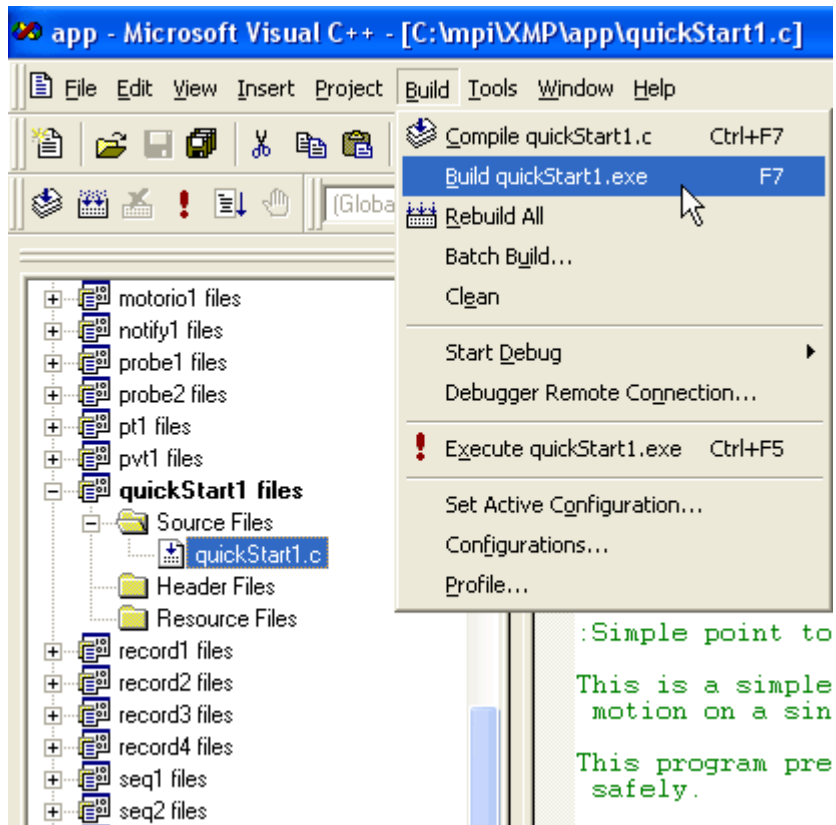 app - Microsoft Visual C++ - [C:\mpi\XMP\app\quickStart1.c]
File Edit View Insert Project Build Tools Window Help
Compile quickStart1.c Ctrl+F7
Build quickStart1.exe F7
Rebuild All
Batch Build...
Clean
Start Debug
Debugger Remote Connection...
Execute quickStart1.exe Ctrl+F5
Set Active Configuration...
Configurations...
Profile...
(Globa
motorio1 files
notify1 files
probe1 files
probe2 files
pt1 files
pvt1 files
quickStart1 files
Source Files
quickStart1.c
Header Files
Resource Files
record1 files
record2 files
record3 files
record4 files
seq1 files
seq2 files
:Simple point to
This is a simple
motion on a sin
This program pre
safely.